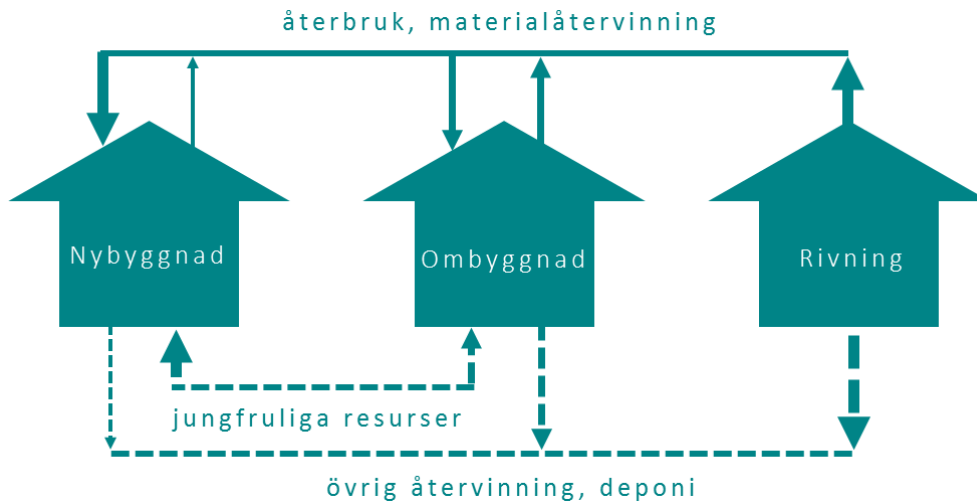 återbruk, materialåtervinning
Nybyggnad
Ombyggnad
Rivning
jungfruliga resurser
övrig återvinning, deponi